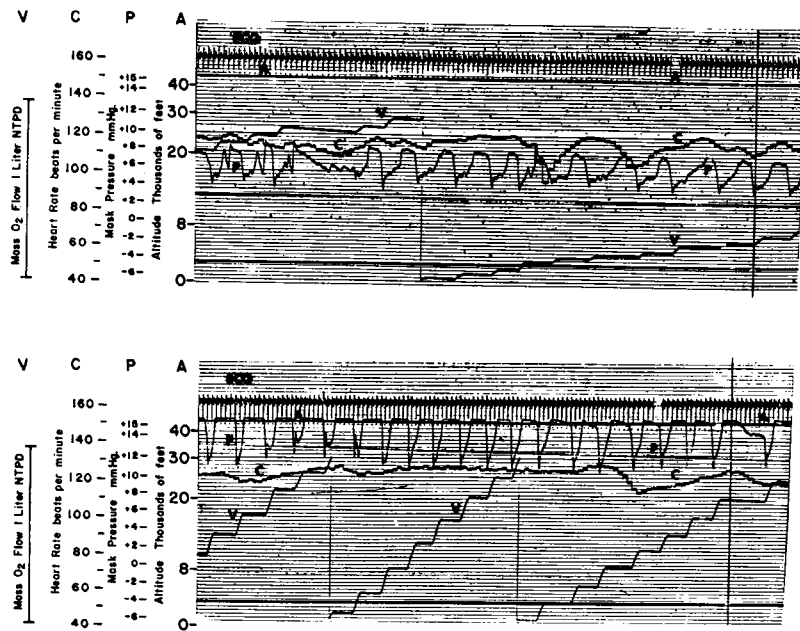 V C P A
160
+15
+14
40
140
+12
30
120
+10
+8
20
100
+6
+4
+2
80
0
8
-2
60
-4
-6
40
0
Mass O2 Flow 1 Liter NTPD
Heart Rate beats per minute
Mask Pressure mmHg.
Altitude Thousands of feet
ECG
A
A
V
C
C
P
P
V
V C P A
160
+15
+14
40
140
+12
30
120
+10
+8
20
100
+6
+4
80
+2
0
8
-2
60
-4
40
-6
0
Mass O2 Flow 1 Liter NTPD
Heart Rate beats per minute
Mask Pressure mmHg.
Altitude Thousands of feet
ECG
A
A
P
P
C
C
V
V